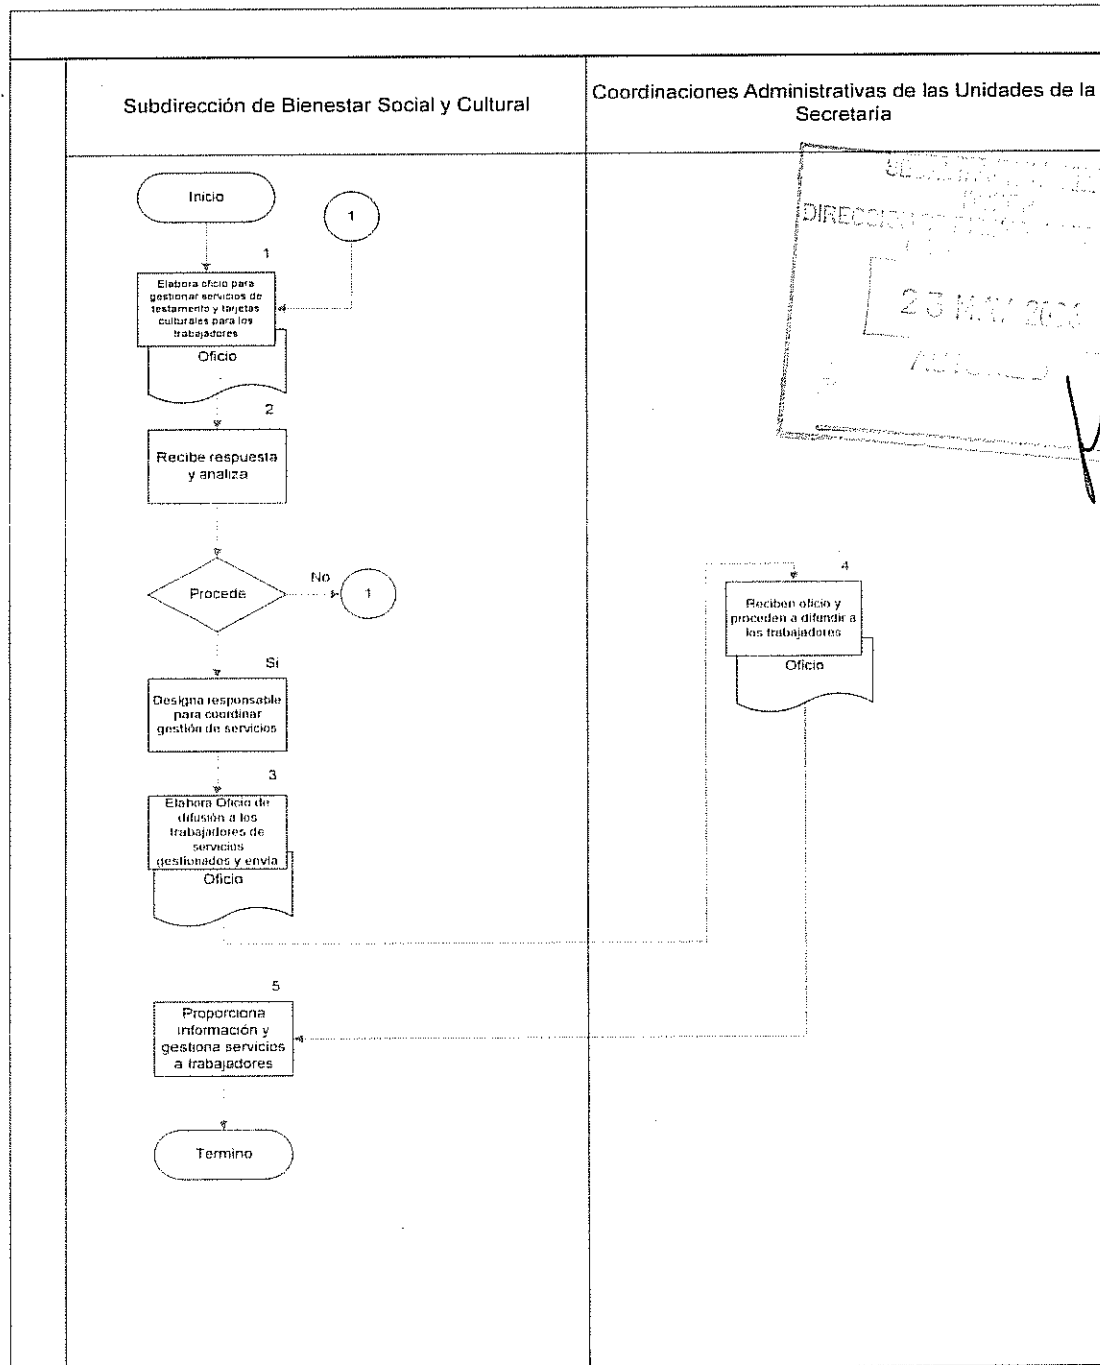 Subdirección de Bienestar Social y Cultural
Coordinaciones Administrativas de las Unidades de la
Secretaría
Inicio
1
1
Elabora oficio para
gestionar servicios de
testamento y tarjetas
culturales para los
trabajadores
Oficio
2
Recibe respuesta
y analiza
Procede
No
1
Si
Designa responsable
para coordinar
gestión de servicios
3
Elabora Oficio de
difusión a los
trabajadores de
servicios
gestionados y envía
Oficio
4
Reciben oficio y
proceden a difundir a
los trabajadores
Oficio
5
Proporciona
información y
gestiona servicios
a trabajadores
Termino
23 MAY